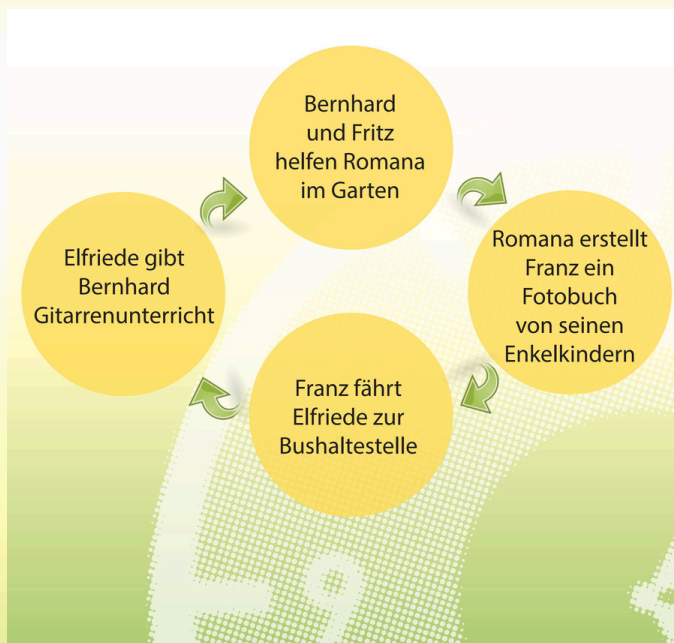 Bernhard
und Fritz
helfen Romana
im Garten
Romana erstellt
Franz ein
Fotobuch
von seinen
Enkelkindern
Franz fährt
Elfriede zur
Bushaltestelle
Elfriede gibt
Bernhard
Gitarrenunterricht
9